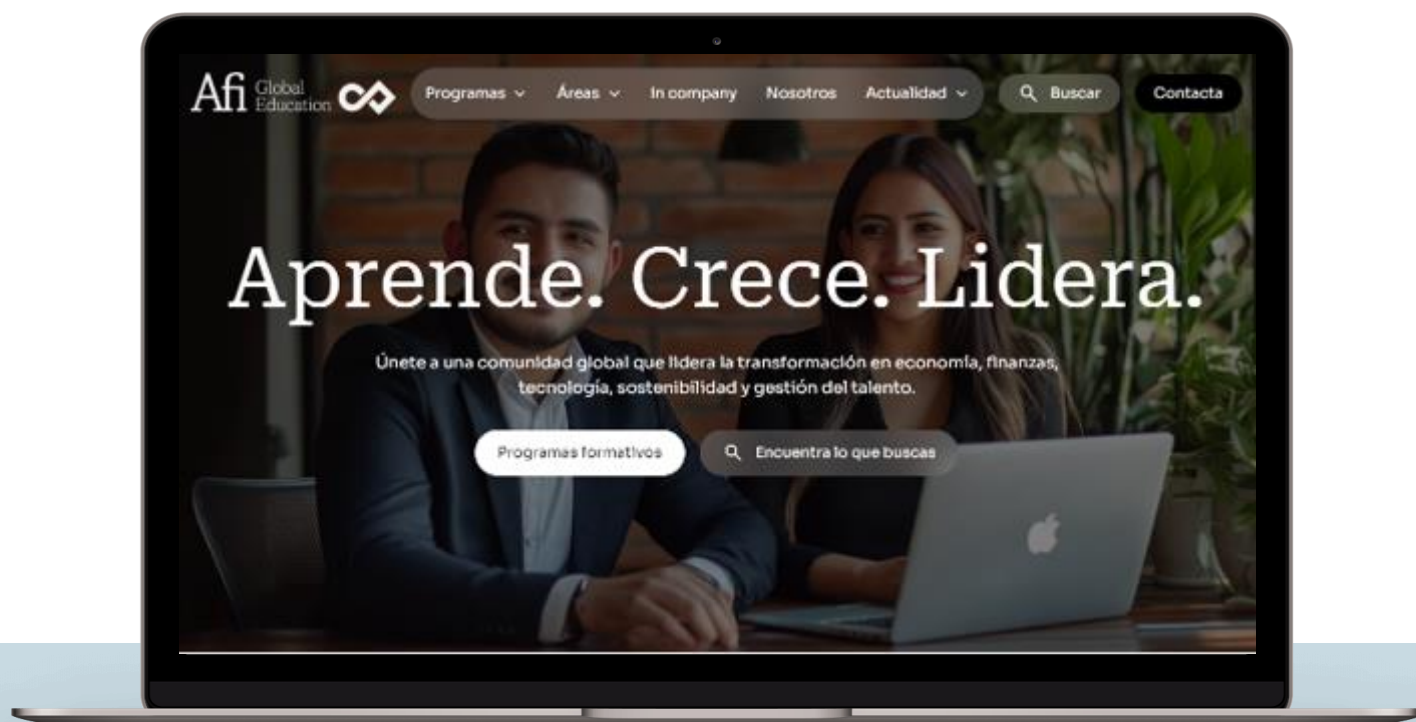 Afi Global Education
Programas
Áreas
In company
Nosotros
Actualidad
Buscar
Contacta
Aprende. Crece. Lidera.
Únete a una comunidad global que lidera la transformación en economía, finanzas,
tecnología, sostenibilidad y gestión del talento.
Programas formativos
Encuentra lo que buscas